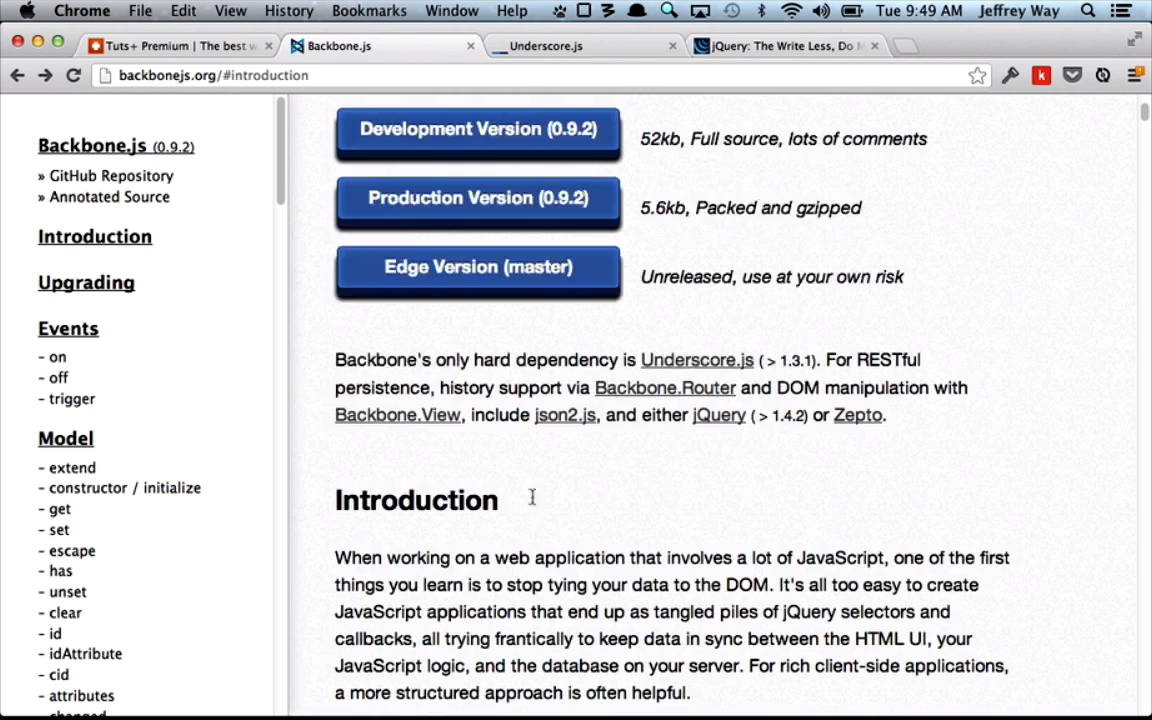 Chrome File Edit View History Bookmarks Window Help Tue 9:49 AM Jeffrey Way
Tuts+ Premium | The best w
Backbone.js
Underscore.js
jQuery: The Write Less, Do M
backbonejs.org/#introduction
Backbone.js (0.9.2)
» GitHub Repository
» Annotated Source
Introduction
Upgrading
Events
- on
- off
- trigger
Model
- extend
- constructor / initialize
- get
- set
- escape
- has
- unset
- clear
- id
- idAttribute
- cid
- attributes
- changed
Development Version (0.9.2) 52kb, Full source, lots of comments
Production Version (0.9.2) 5.6kb, Packed and gzipped
Edge Version (master) Unreleased, use at your own risk
Backbone's only hard dependency is Underscore.js ( > 1.3.1). For RESTful
persistence, history support via Backbone.Router and DOM manipulation with
Backbone.View, include json2.js, and either jQuery ( > 1.4.2) or Zepto.
Introduction
When working on a web application that involves a lot of JavaScript, one of the first
things you learn is to stop tying your data to the DOM. It's all too easy to create
JavaScript applications that end up as tangled piles of jQuery selectors and
callbacks, all trying frantically to keep data in sync between the HTML UI, your
JavaScript logic, and the database on your server. For rich client-side applications,
a more structured approach is often helpful.